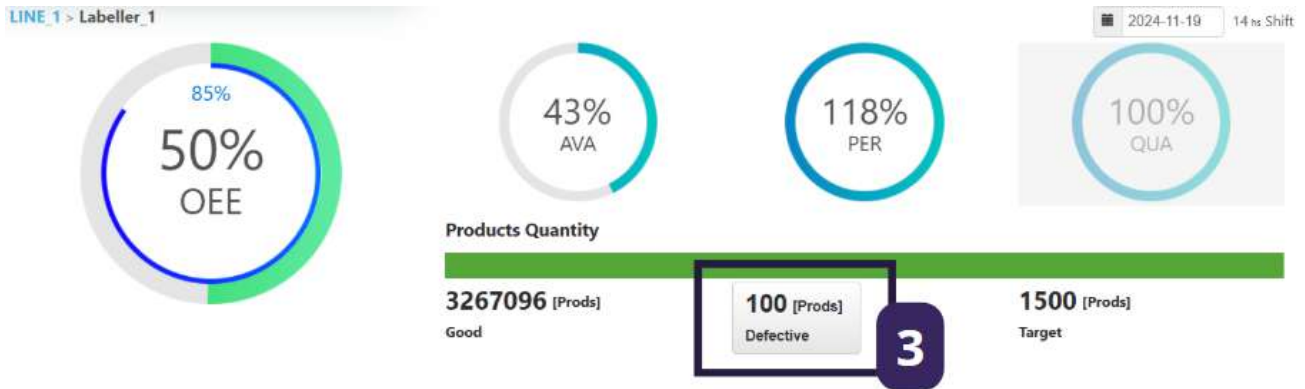 LINE_1 > Labeller_1
2024-11-19 14 hs Shift
85%
50%
OEE
43%
AVA
118%
PER
100%
QUA
Products Quantity
3267096 [Prods]
Good
100 [Prods]
Defective
3
1500 [Prods]
Target